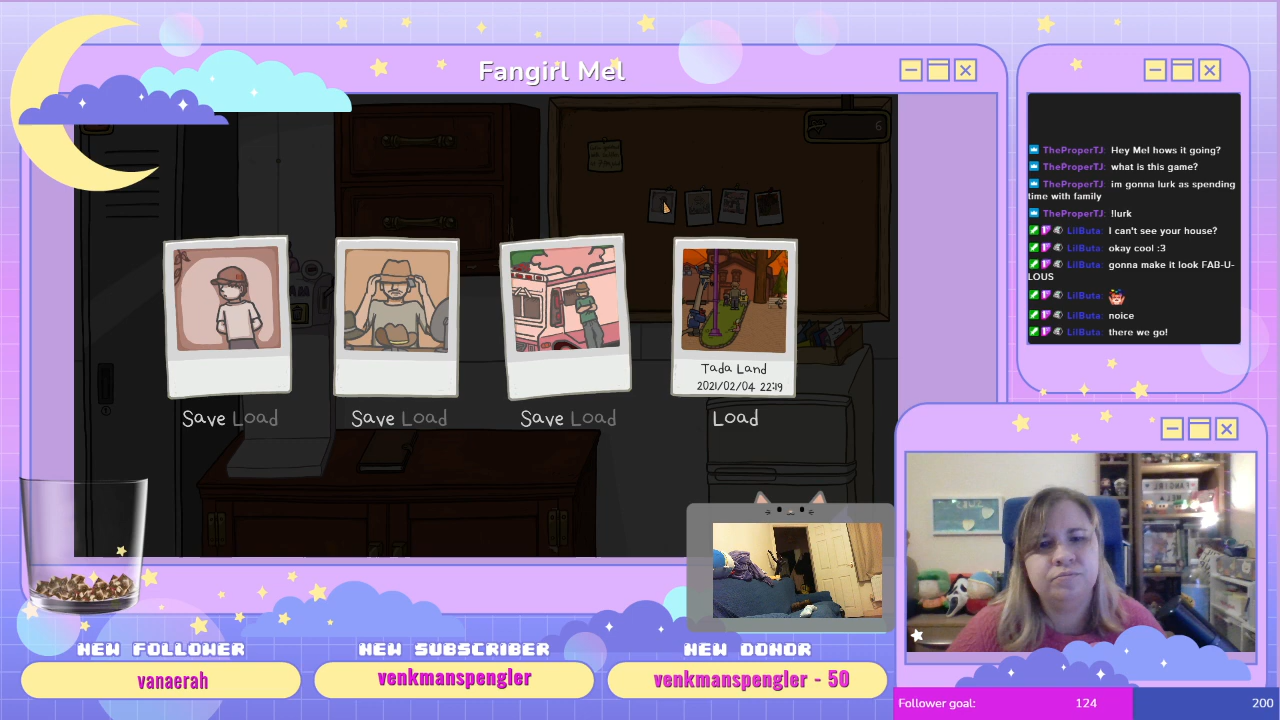 Fangirl Mel
6
Tada Land
2021/02/04 22:19
Save Load
Save Load
Save Load
Load
TheProperTJ: Hey Mel hows it going?
TheProperTJ: what is this game?
TheProperTJ: im gonna lurk as spending
time with family
TheProperTJ: !lurk
LilButa: I can't see your house?
LilButa: okay cool :3
LilButa: gonna make it look FAB-U-
LOUS
LilButa:
LilButa: noice
LilButa: there we go!
NEW FOLLOWER
vanaerah
NEW SUBSCRIBER
venkmanspengler
NEW DONOR
venkmanspengler - 50
Follower goal:
124
200